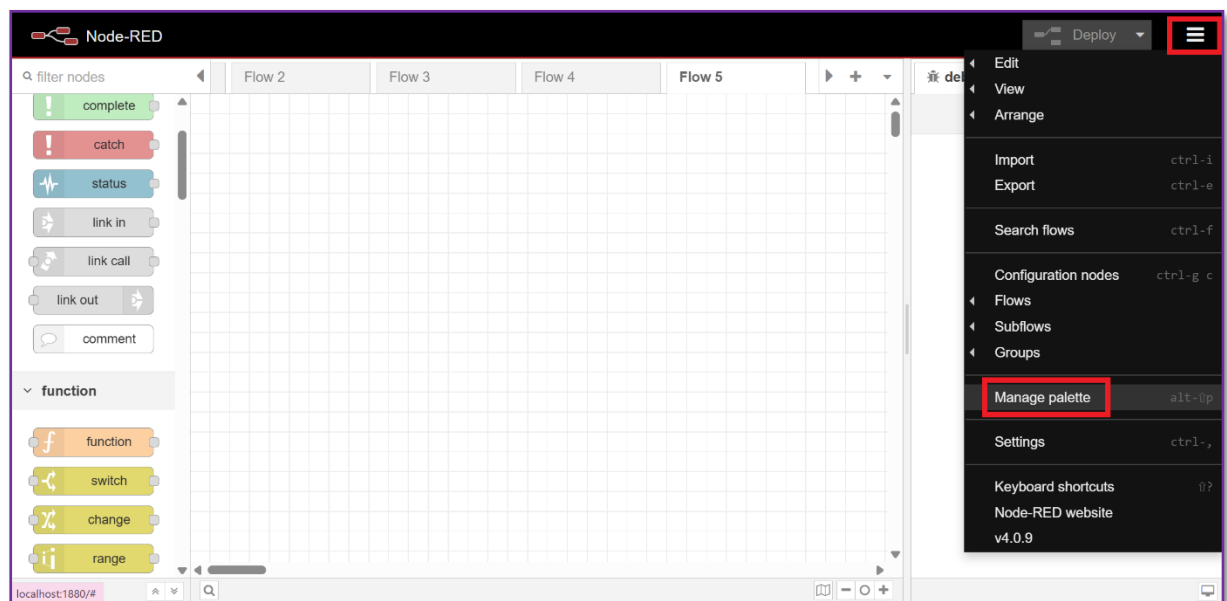 Node-RED
Deploy
filter nodes
Flow 2
Flow 3
Flow 4
Flow 5
del
complete
catch
status
link in
link call
link out
comment
function
function
switch
change
range
localhost:1880/#
Edit
View
Arrange
Import ctrl-i
Export ctrl-e
Search flows ctrl-f
Configuration nodes ctrl-g c
Flows
Subflows
Groups
Manage palette alt-⇧p
Settings ctrl-,
Keyboard shortcuts ⇧?
Node-RED website
v4.0.9